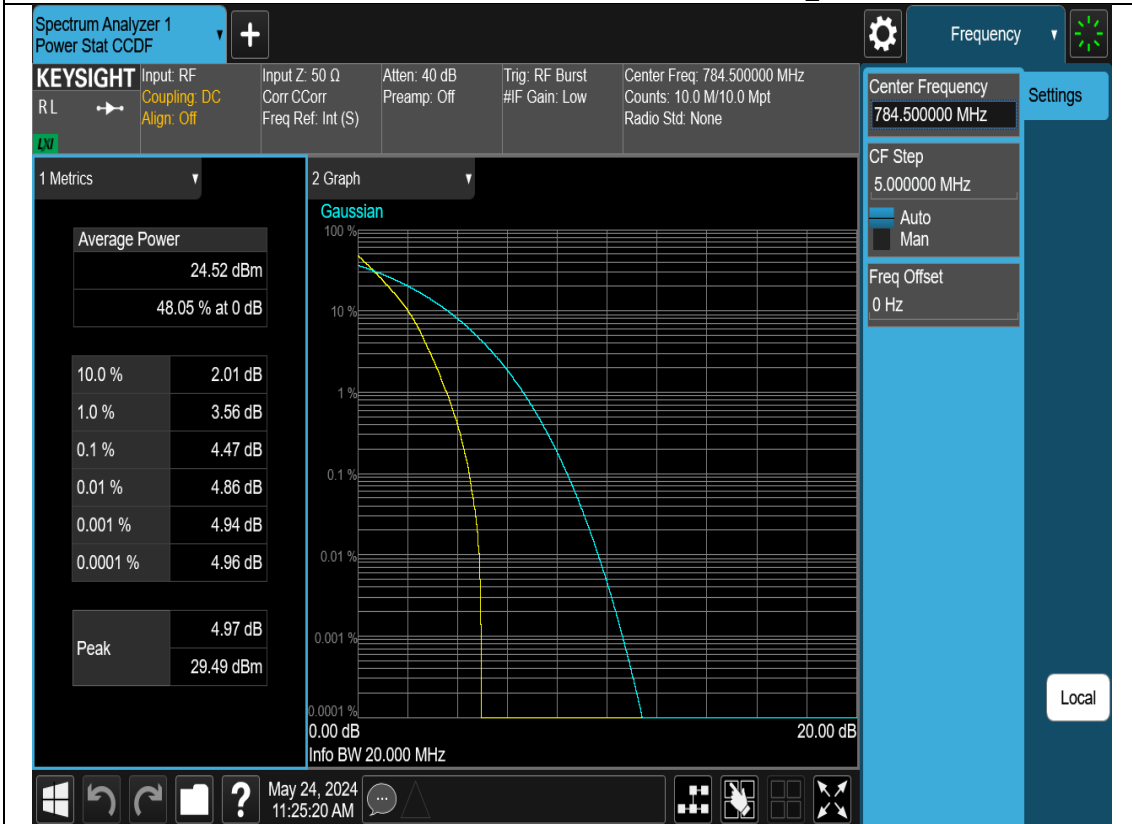 Spectrum Analyzer 1
Power Stat CCDF
Frequency
KEYSIGHT
RL
LXI
Input: RF
Coupling: DC
Align: Off
Input Z: 50 Ω
Corr CCorr
Freq Ref: Int (S)
Atten: 40 dB
Preamp: Off
Trig: RF Burst
#IF Gain: Low
Center Freq: 784.500000 MHz
Counts: 10.0 M/10.0 Mpt
Radio Std: None
Center Frequency
784.500000 MHz
Settings
CF Step
5.000000 MHz
Auto
Man
Freq Offset
0 Hz
1 Metrics
Average Power
24.52 dBm
48.05 % at 0 dB
10.0 % 2.01 dB
1.0 % 3.56 dB
0.1 % 4.47 dB
0.01 % 4.86 dB
0.001 % 4.94 dB
0.0001 % 4.96 dB
Peak
4.97 dB
29.49 dBm
2 Graph
Gaussian
100 %
10 %
1 %
0.1 %
0.01 %
0.001 %
0.0001 %
0.00 dB 20.00 dB
Info BW 20.000 MHz
Local
May 24, 2024
11:25:20 AM